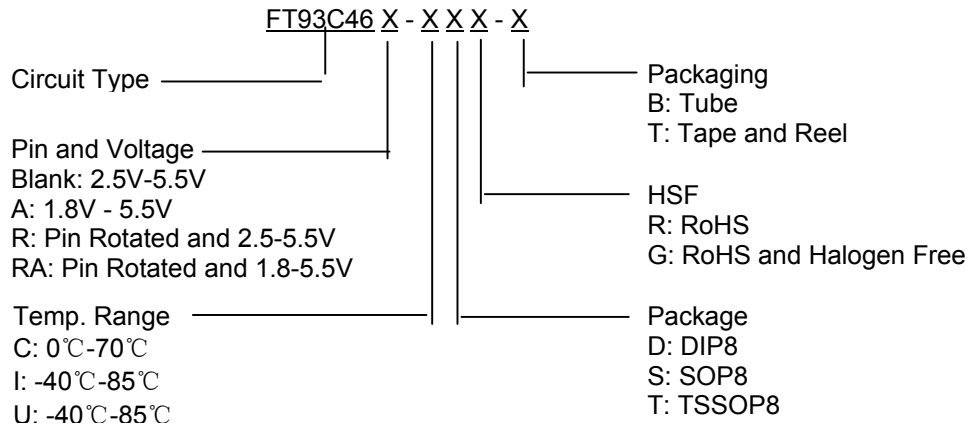 FT93C46 X - X X X - X
Circuit Type
Pin and Voltage
Blank: 2.5V-5.5V
A: 1.8V - 5.5V
R: Pin Rotated and 2.5-5.5V
RA: Pin Rotated and 1.8-5.5V
Temp. Range
C: 0℃-70℃
I: -40℃-85℃
U: -40℃-85℃
Packaging
B: Tube
T: Tape and Reel
HSF
R: RoHS
G: RoHS and Halogen Free
Package
D: DIP8
S: SOP8
T: TSSOP8